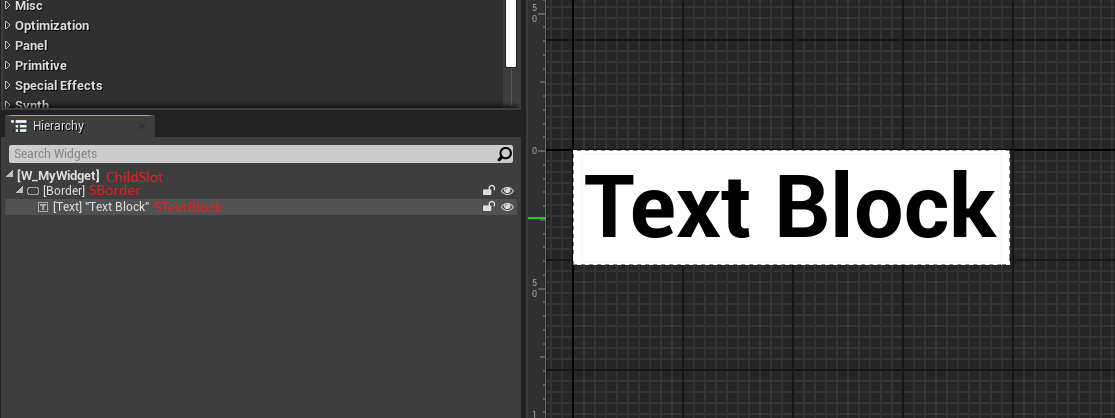 Misc
Optimization
Panel
Primitive
Special Effects
Synth
Hierarchy ×
Search Widgets
[W_MyWidget] ChildSlot
[Border] SBorder
[Text] "Text Block" STextBlock
5
0
0
5
0
1
Text Block